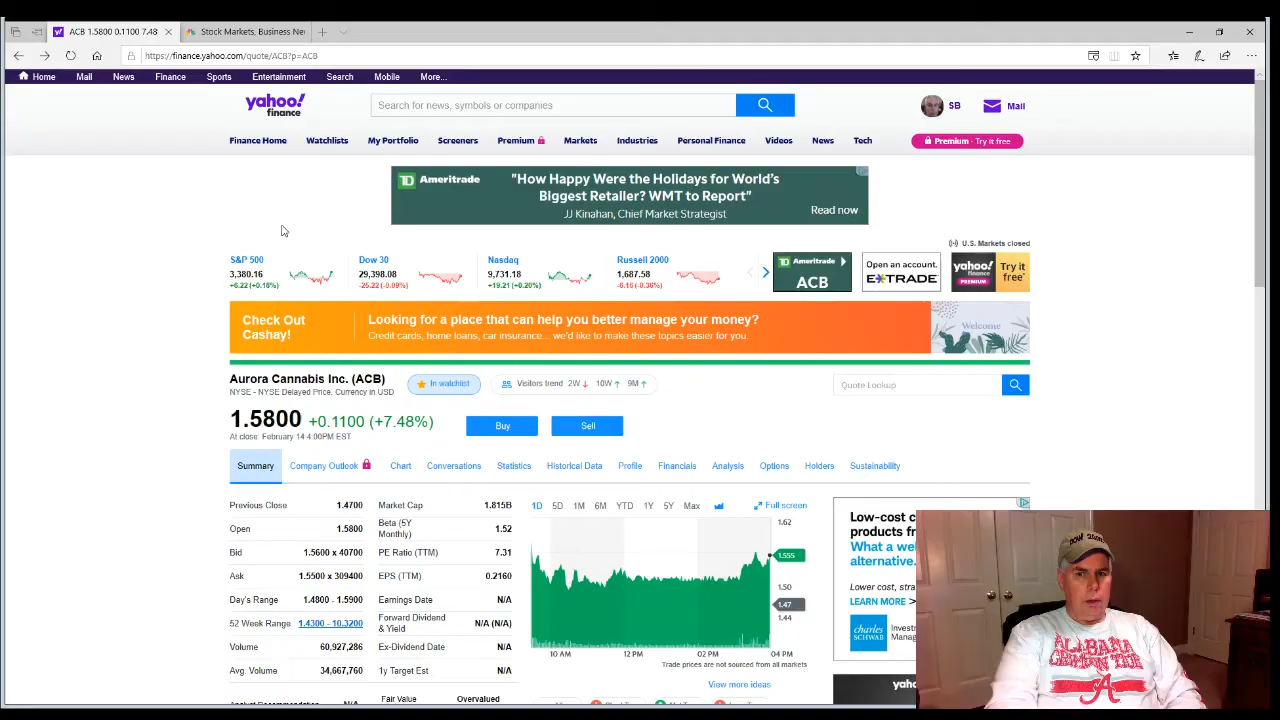 ACB 1.5800 0.1100 7.48
Stock Markets, Business Ne
https://finance.yahoo.com/quote/ACB?p=ACB
Home Mail News Finance Sports Entertainment Search Mobile More...
yahoo!
finance
Search for news, symbols or companies
SB
Mail
Finance Home Watchlists My Portfolio Screeners Premium Markets Industries Personal Finance Videos News Tech
Premium - Try it free
TD Ameritrade
"How Happy Were the Holidays for World's
Biggest Retailer? WMT to Report"
JJ Kinahan, Chief Market Strategist
Read now
U.S. Markets closed
S&P 500
3,380.16
+6.22 (+0.18%)
Dow 30
29,398.08
-25.22 (-0.09%)
Nasdaq
9,731.18
+19.21 (+0.20%)
Russell 2000
1,687.58
-6.16 (-0.36%)
TD Ameritrade
ACB
Open an account.
E*TRADE
yahoo!
finance
PREMIUM
Try it
free*
Check Out
Cashay!
Looking for a place that can help you better manage your money?
Credit cards, home loans, car insurance... we'd like to make these topics easier for you.
Welcome
Aurora Cannabis Inc. (ACB)
NYSE - NYSE Delayed Price. Currency in USD
In watchlist
Visitors trend 2W↓ 10W↑ 9M↑
Quote Lookup
1.5800 +0.1100 (+7.48%)
At close: February 14 4:00PM EST
Buy
Sell
Summary Company Outlook Chart Conversations Statistics Historical Data Profile Financials Analysis Options Holders Sustainability
Previous Close 1.4700
Open 1.5800
Bid 1.5600 x 40700
Ask 1.5500 x 309400
Day's Range 1.4800 - 1.5900
52 Week Range 1.4300 - 10.3200
Volume 60,927,286
Avg. Volume 34,667,760
Market Cap 1.815B
Beta (5Y
Monthly) 1.52
PE Ratio (TTM) 7.31
EPS (TTM) 0.2160
Earnings Date N/A
Forward Dividend
& Yield N/A (N/A)
Ex-Dividend Date N/A
1y Target Est N/A
Fair Value Overvalued
1D 5D 1M 6M YTD 1Y 5Y Max
Full screen
1.62
1.555
1.50
1.47
1.44
10 AM 12 PM 02 PM 04 PM
Trade prices are not sourced from all markets
View more ideas
Low-cost
products
What a
alternative.
Lower cost,
LEARN MORE >
charles
SCHWAB
ALABAMA
A